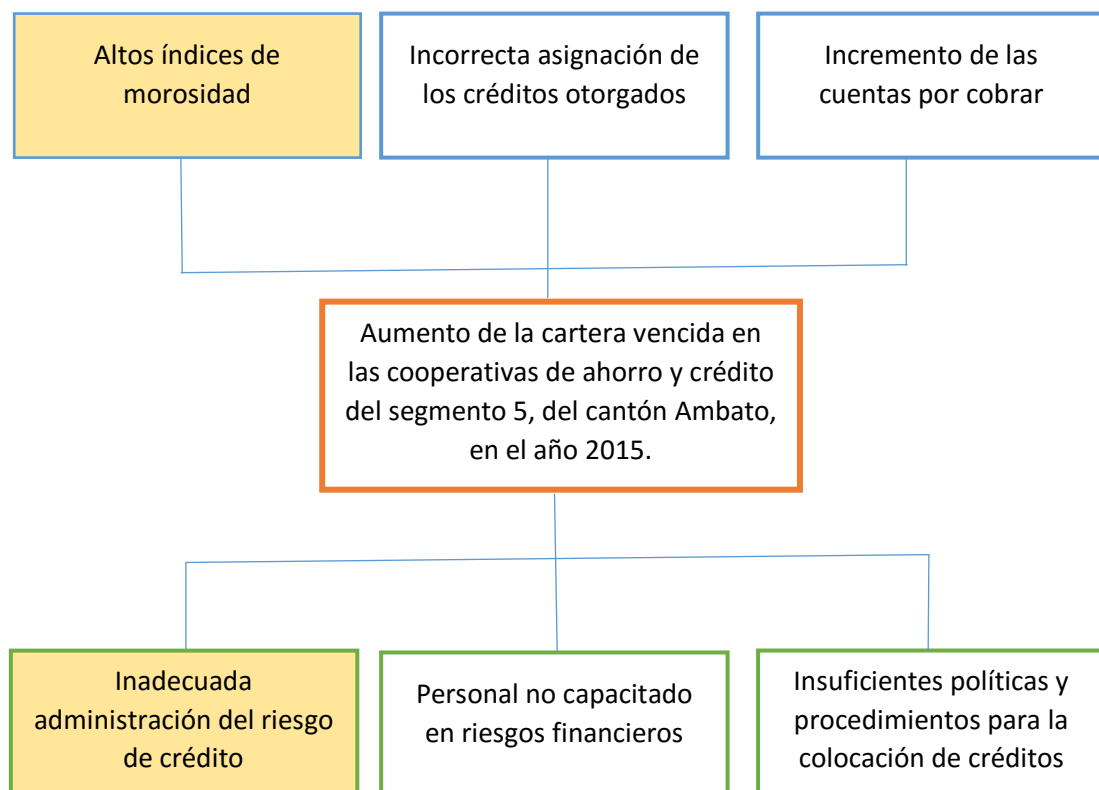 Altos índices de
morosidad
Incorrecta asignación de
los créditos otorgados
Incremento de las
cuentas por cobrar
Aumento de la cartera vencida en
las cooperativas de ahorro y crédito
del segmento 5, del cantón Ambato,
en el año 2015.
Inadecuada
administración del riesgo
de crédito
Personal no capacitado
en riesgos financieros
Insuficientes políticas y
procedimientos para la
colocación de créditos